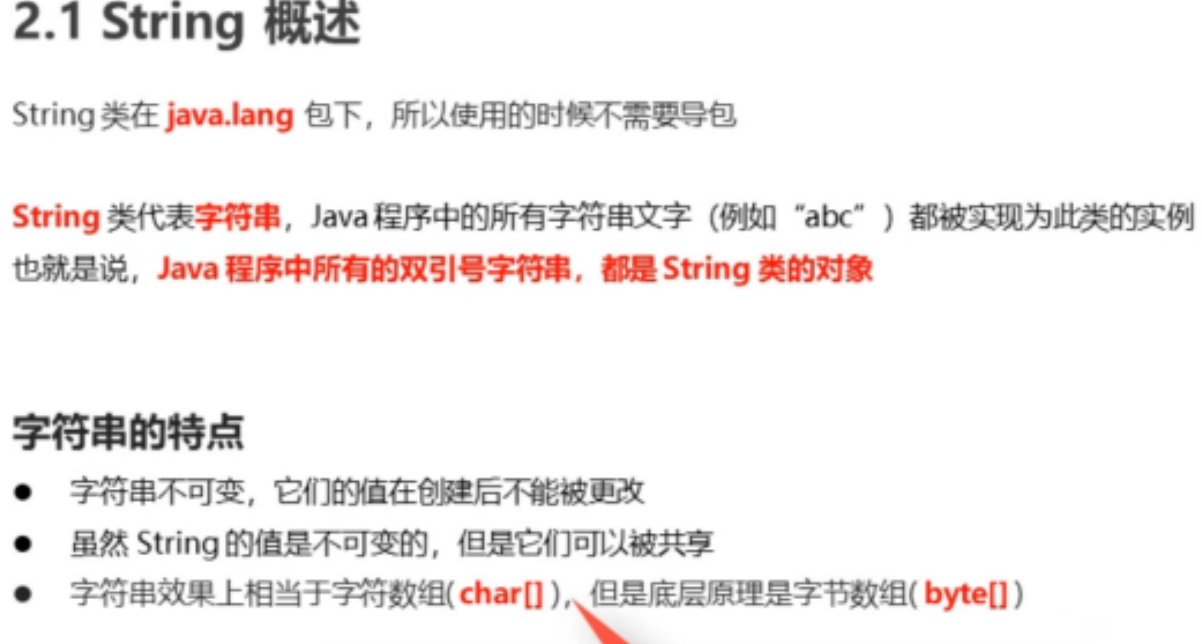 2.1 String 概述
String 类在 java.lang 包下，所以使用的时候不需要导包
String 类代表字符串，Java 程序中的所有字符串文字（例如“abc”）都被实现为此类的实例
也就是说，Java 程序中所有的双引号字符串，都是 String 类的对象
字符串的特点
● 字符串不可变，它们的值在创建后不能被更改
● 虽然 String 的值是不可变的，但是它们可以被共享
● 字符串效果上相当于字符数组( char[] )，但是底层原理是字节数组( byte[] )